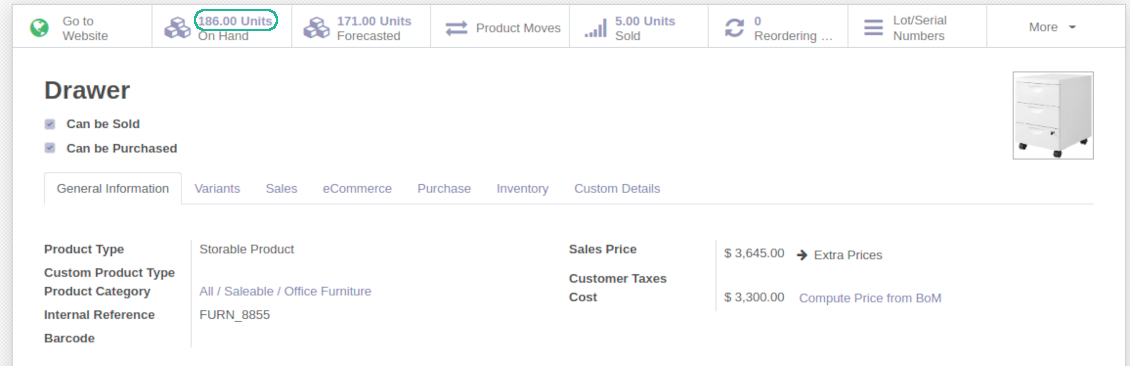 Go to Website
186.00 Units
On Hand
171.00 Units
Forecasted
Product Moves
5.00 Units
Sold
0
Reordering ...
Lot/Serial Numbers
More
Drawer
Can be Sold
Can be Purchased
General Information
Variants
Sales
eCommerce
Purchase
Inventory
Custom Details
Product Type Storable Product
Custom Product Type
Product Category All / Saleable / Office Furniture
Internal Reference FURN_8855
Barcode
Sales Price $ 3,645.00 Extra Prices
Customer Taxes
Cost $ 3,300.00 Compute Price from BoM